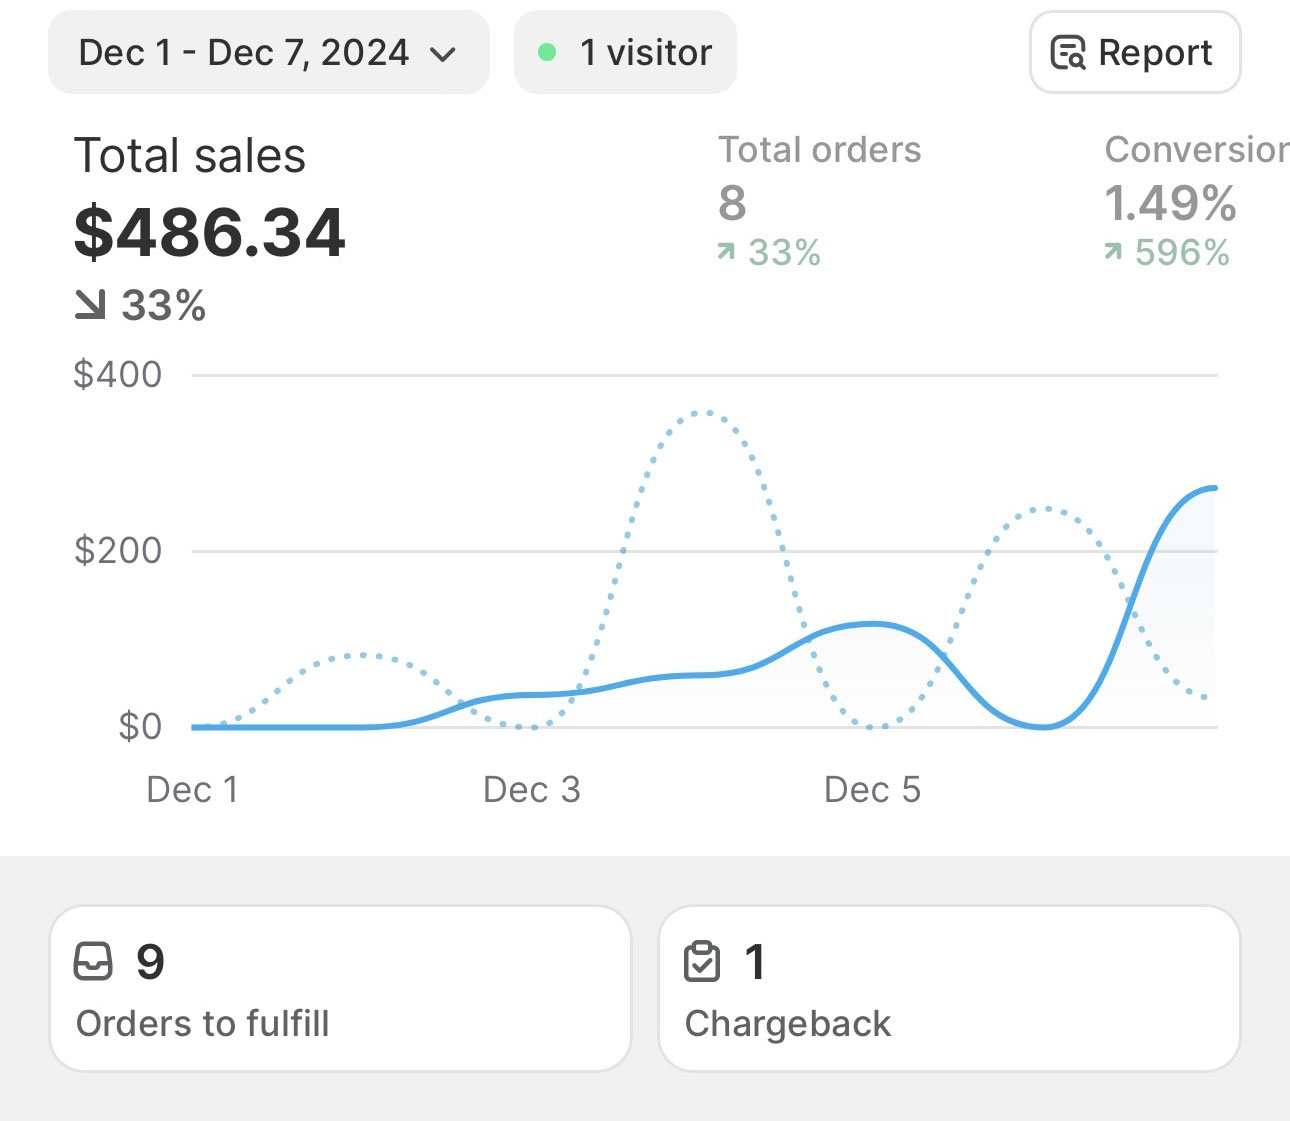 Dec 1 - Dec 7, 2024
1 visitor
Report
Total sales
$486.34
33%
Total orders
8
33%
Conversion
1.49%
596%
$400
$200
$0
Dec 1
Dec 3
Dec 5
9
Orders to fulfill
1
Chargeback